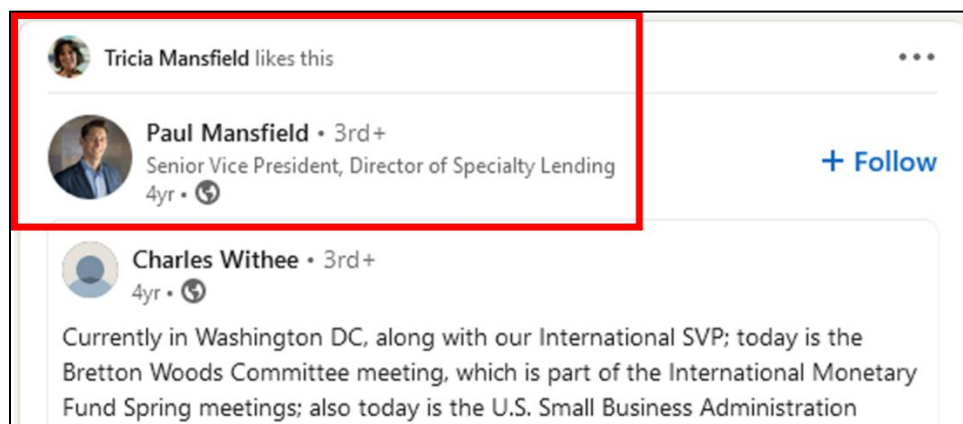 Tricia Mansfield likes this
Paul Mansfield • 3rd+
Senior Vice President, Director of Specialty Lending
+ Follow
4yr •
Charles Withee • 3rd+
4yr •
Currently in Washington DC, along with our International SVP; today is the
Bretton Woods Committee meeting, which is part of the International Monetary
Fund Spring meetings; also today is the U.S. Small Business Administration